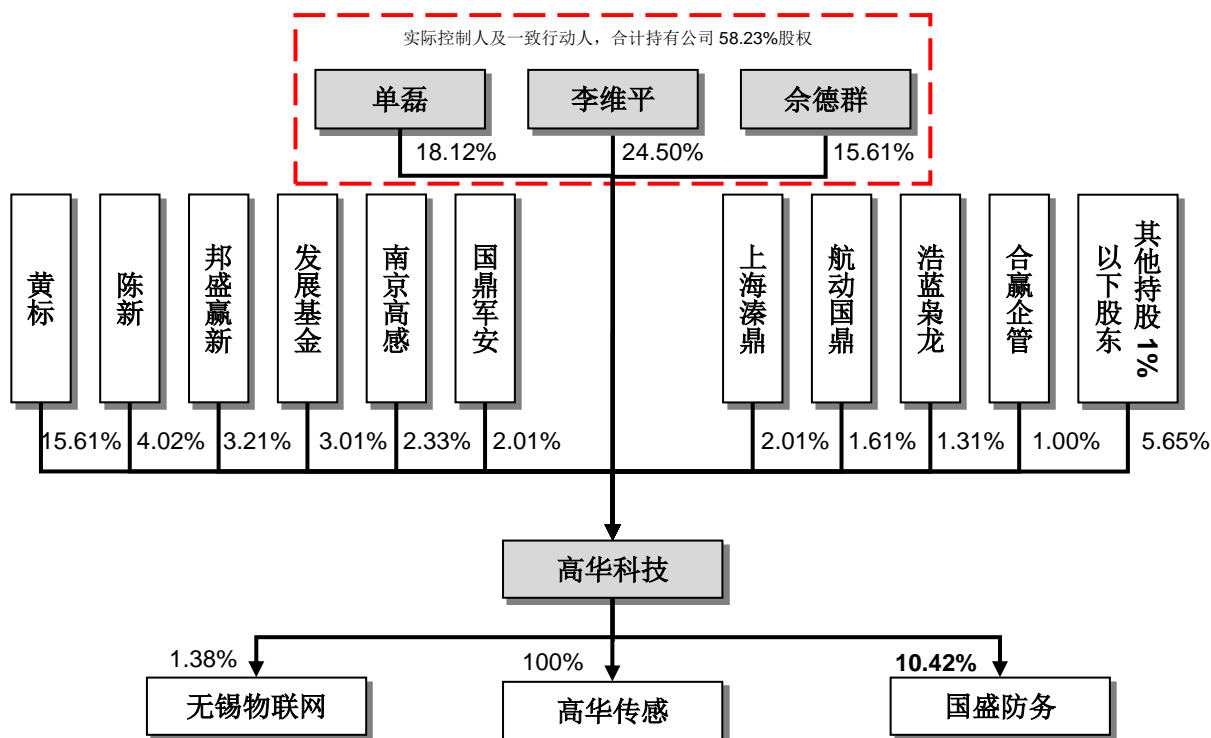 实际控制人及一致行动人，合计持有公司 58.23%股权
单磊
李维平
佘德群
18.12%
24.50%
15.61%
黄标
陈新
邦盛赢新
发展基金
南京高感
国鼎军安
上海溱鼎
航动国鼎
浩蓝枭龙
合赢企管
其他持股 1%
以下股东
15.61%
4.02%
3.21%
3.01%
2.33%
2.01%
2.01%
1.61%
1.31%
1.00%
5.65%
高华科技
1.38%
100%
10.42%
无锡物联网
高华传感
国盛防务